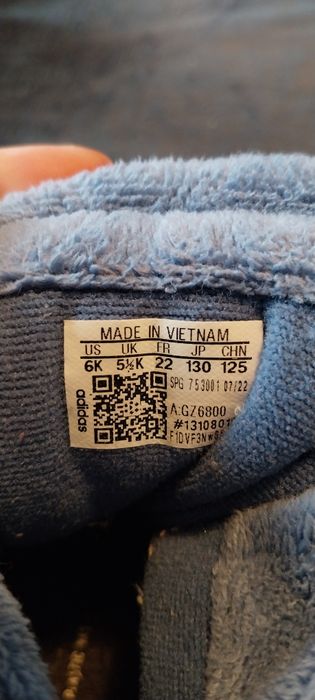 MADE IN VIETNAM
US UK FR JP CHN
6K 5½K 22 130 125
SPG 753001 07/22
A:GZ6800
adidas